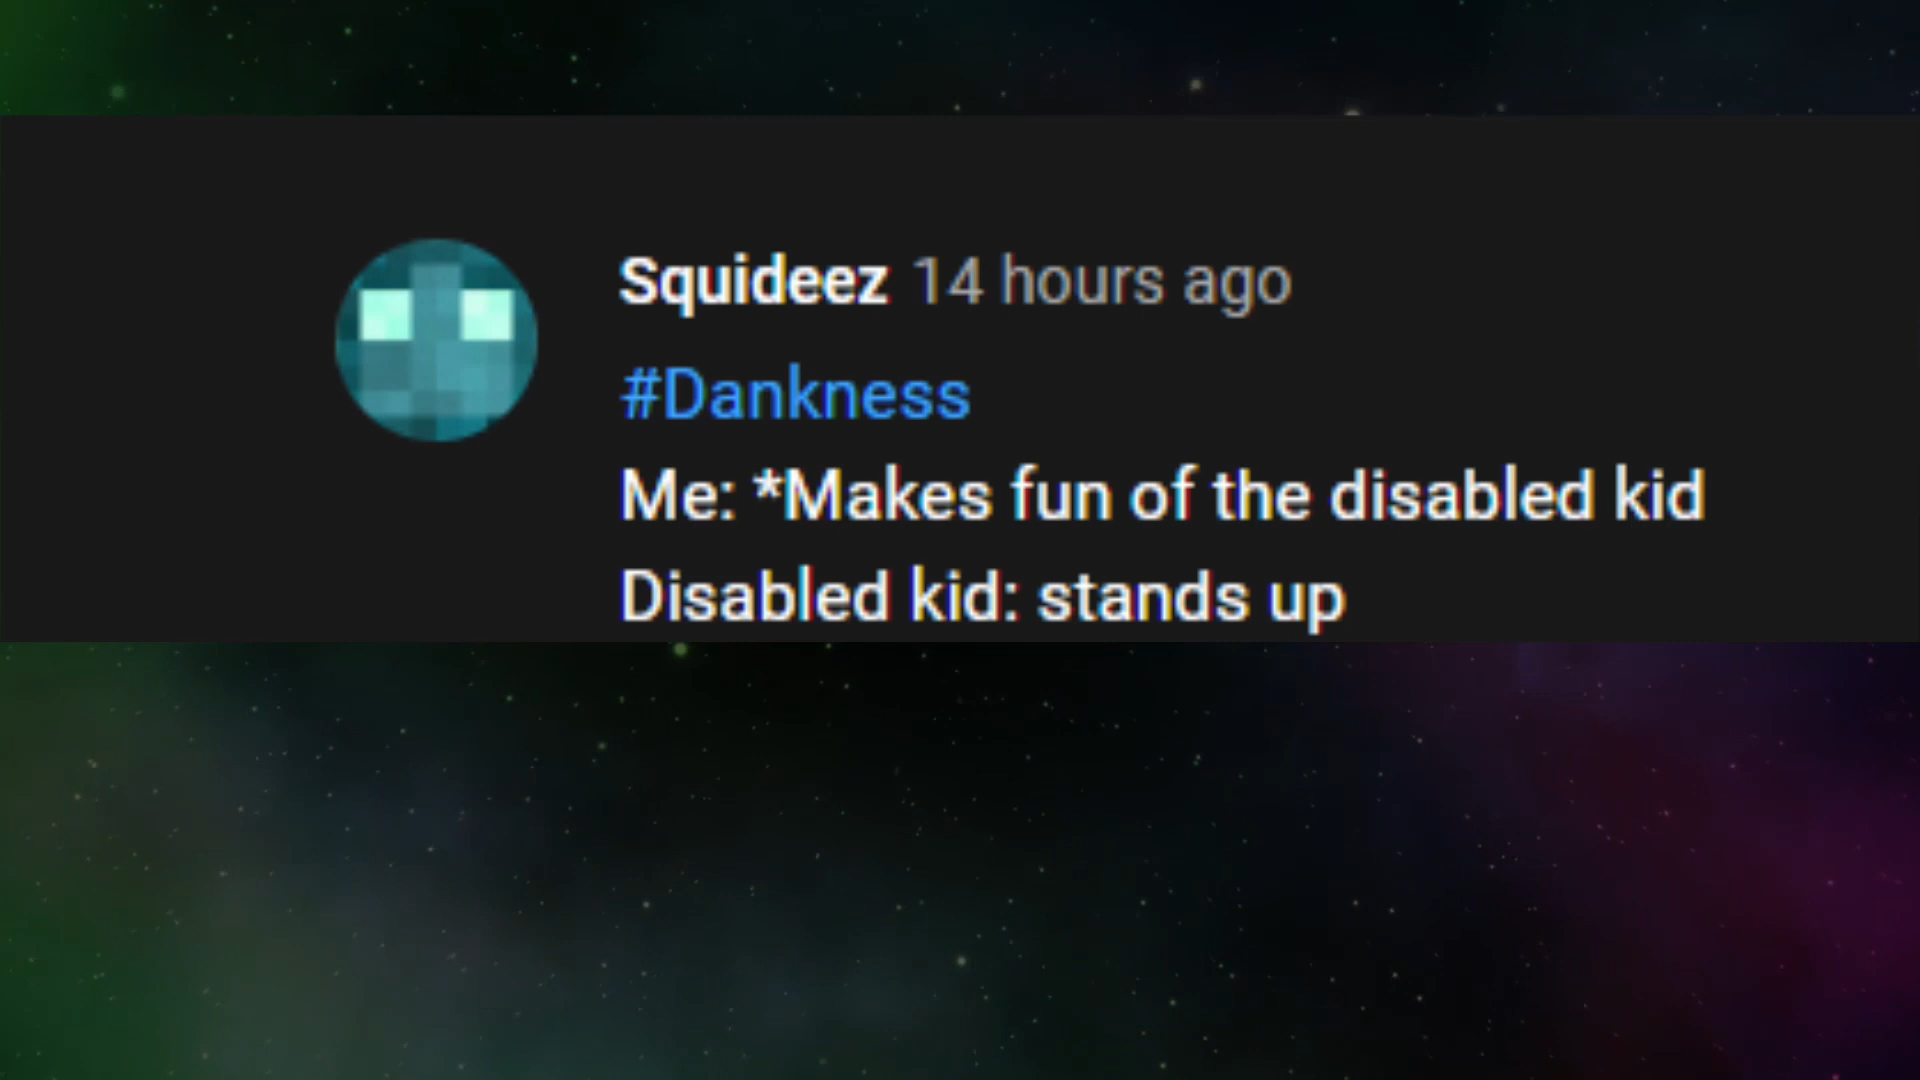 Squideez 14 hours ago
#Dankness
Me: *Makes fun of the disabled kid
Disabled kid: stands up